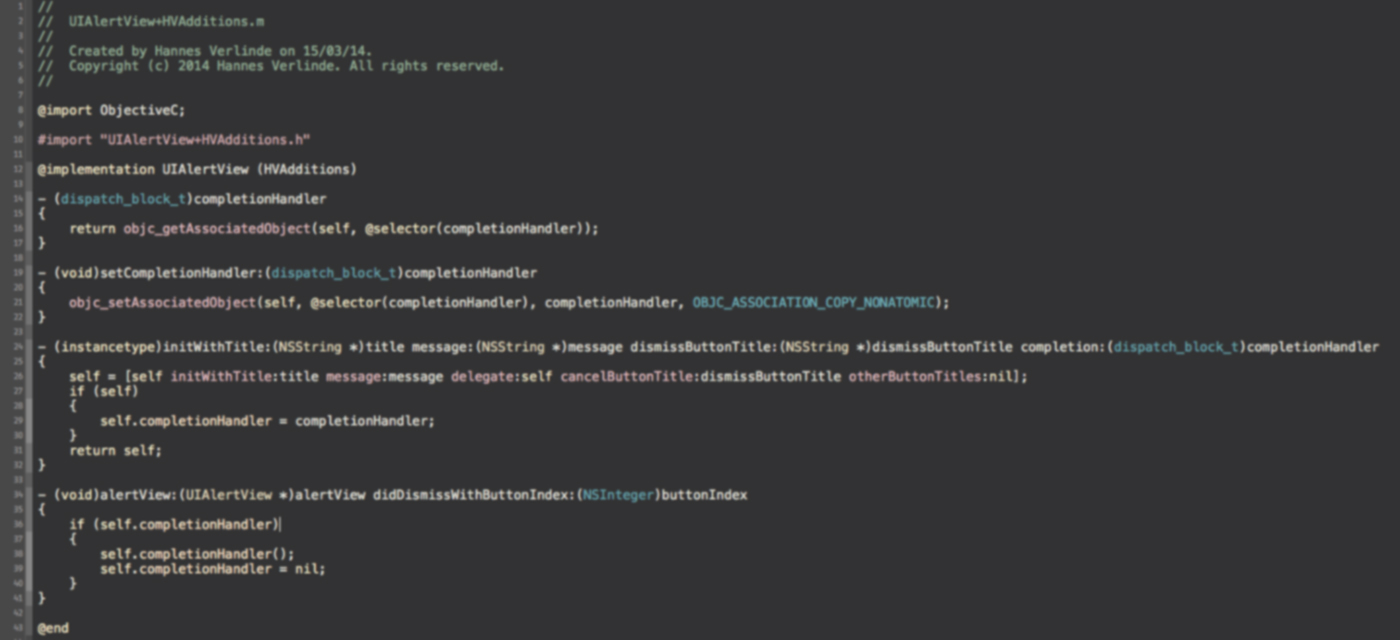 1 //
2 //  UIAlertView+HVAdditions.m
3 //
4 //  Created by Hannes Verlinde on 15/03/14.
5 //  Copyright (c) 2014 Hannes Verlinde. All rights reserved.
6 //
7
8 @import ObjectiveC;
9
10 #import "UIAlertView+HVAdditions.h"
11
12 @implementation UIAlertView (HVAdditions)
13
14 - (dispatch_block_t)completionHandler
15 {
16     return objc_getAssociatedObject(self, @selector(completionHandler));
17 }
18
19 - (void)setCompletionHandler:(dispatch_block_t)completionHandler
20 {
21     objc_setAssociatedObject(self, @selector(completionHandler), completionHandler, OBJC_ASSOCIATION_COPY_NONATOMIC);
22 }
23
24 - (instancetype)initWithTitle:(NSString *)title message:(NSString *)message dismissButtonTitle:(NSString *)dismissButtonTitle completion:(dispatch_block_t)completionHandler
25 {
26     self = [self initWithTitle:title message:message delegate:self cancelButtonTitle:dismissButtonTitle otherButtonTitles:nil];
27     if (self)
28     {
29         self.completionHandler = completionHandler;
30     }
31     return self;
32 }
33
34 - (void)alertView:(UIAlertView *)alertView didDismissWithButtonIndex:(NSInteger)buttonIndex
35 {
36     if (self.completionHandler)
37     {
38         self.completionHandler();
39         self.completionHandler = nil;
40     }
41 }
42
43 @end